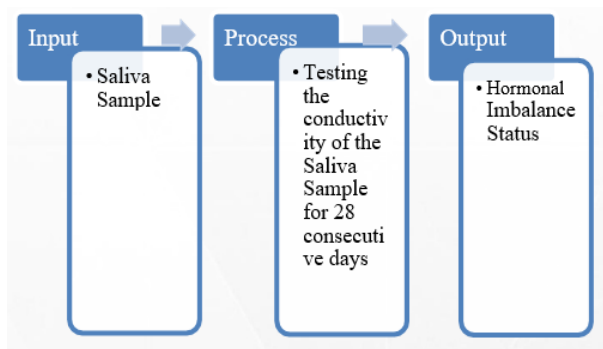 Input
• Saliva
Sample
Process
• Testing
the
conductiv
ity of the
Saliva
Sample
for 28
consecuti
ve days
Output
• Hormonal
Imbalance
Status